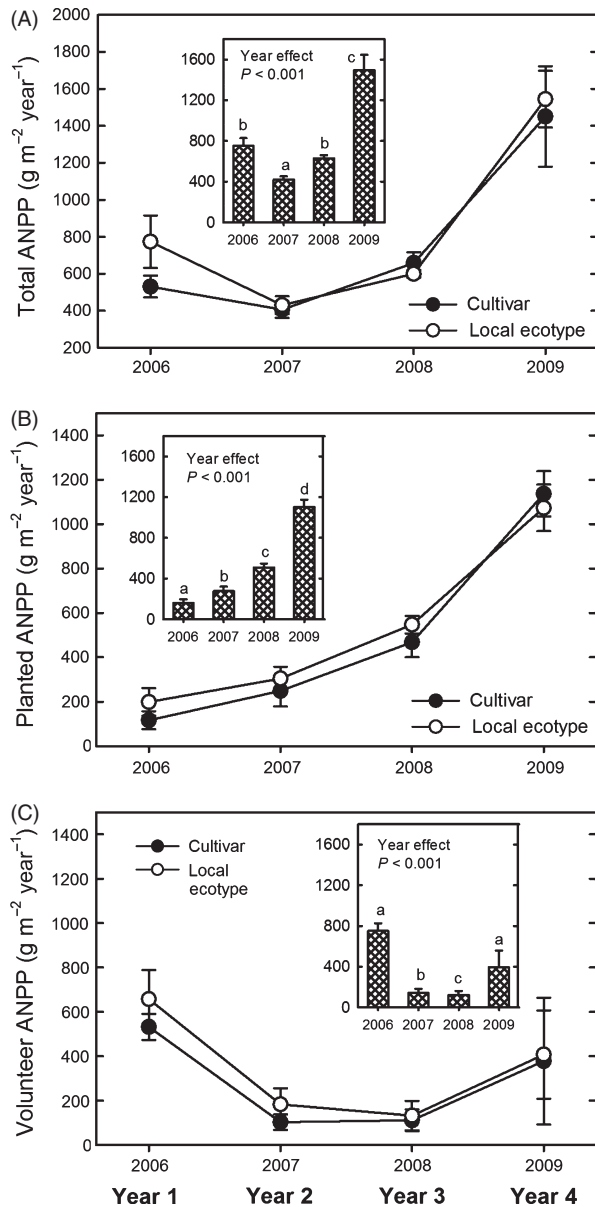 (A)
Total ANPP (g m⁻² year⁻¹)
2000
1800
1600
1400
1200
1000
800
600
400
200
Year effect
P < 0.001
1600
1200
800
400
0
b
a
b
c
2006 2007 2008 2009
Cultivar
Local ecotype
2006 2007 2008 2009
(B)
Planted ANPP (g m⁻² year⁻¹)
1400
1200
1000
800
600
400
200
0
Year effect
P < 0.001
1600
1200
800
400
0
a
b
c
d
2006 2007 2008 2009
Cultivar
Local ecotype
2006 2007 2008 2009
(C)
Volunteer ANPP (g m⁻² year⁻¹)
1400
1200
1000
800
600
400
200
0
Cultivar
Local
ecotype
Year effect
P < 0.001
1600
1200
800
400
0
a
b
c
a
2006 2007 2008 2009
2006 2007 2008 2009
Year 1 Year 2 Year 3 Year 4